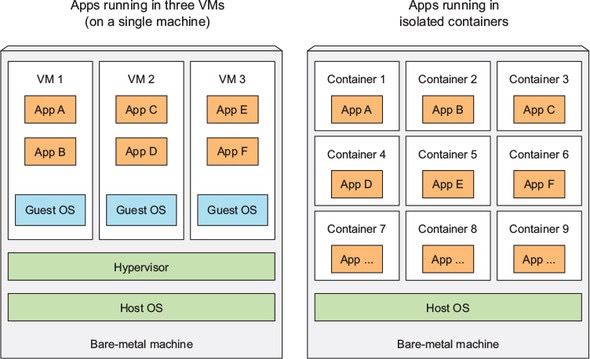 Apps running in three VMs
(on a single machine)
VM 1
VM 2
VM 3
App A
App C
App E
App B
App D
App F
Guest OS
Guest OS
Guest OS
Hypervisor
Host OS
Bare-metal machine
Apps running in
isolated containers
Container 1
Container 2
Container 3
App A
App B
App C
Container 4
Container 5
Container 6
App D
App E
App F
Container 7
Container 8
Container 9
App ...
App ...
App ...
Host OS
Bare-metal machine